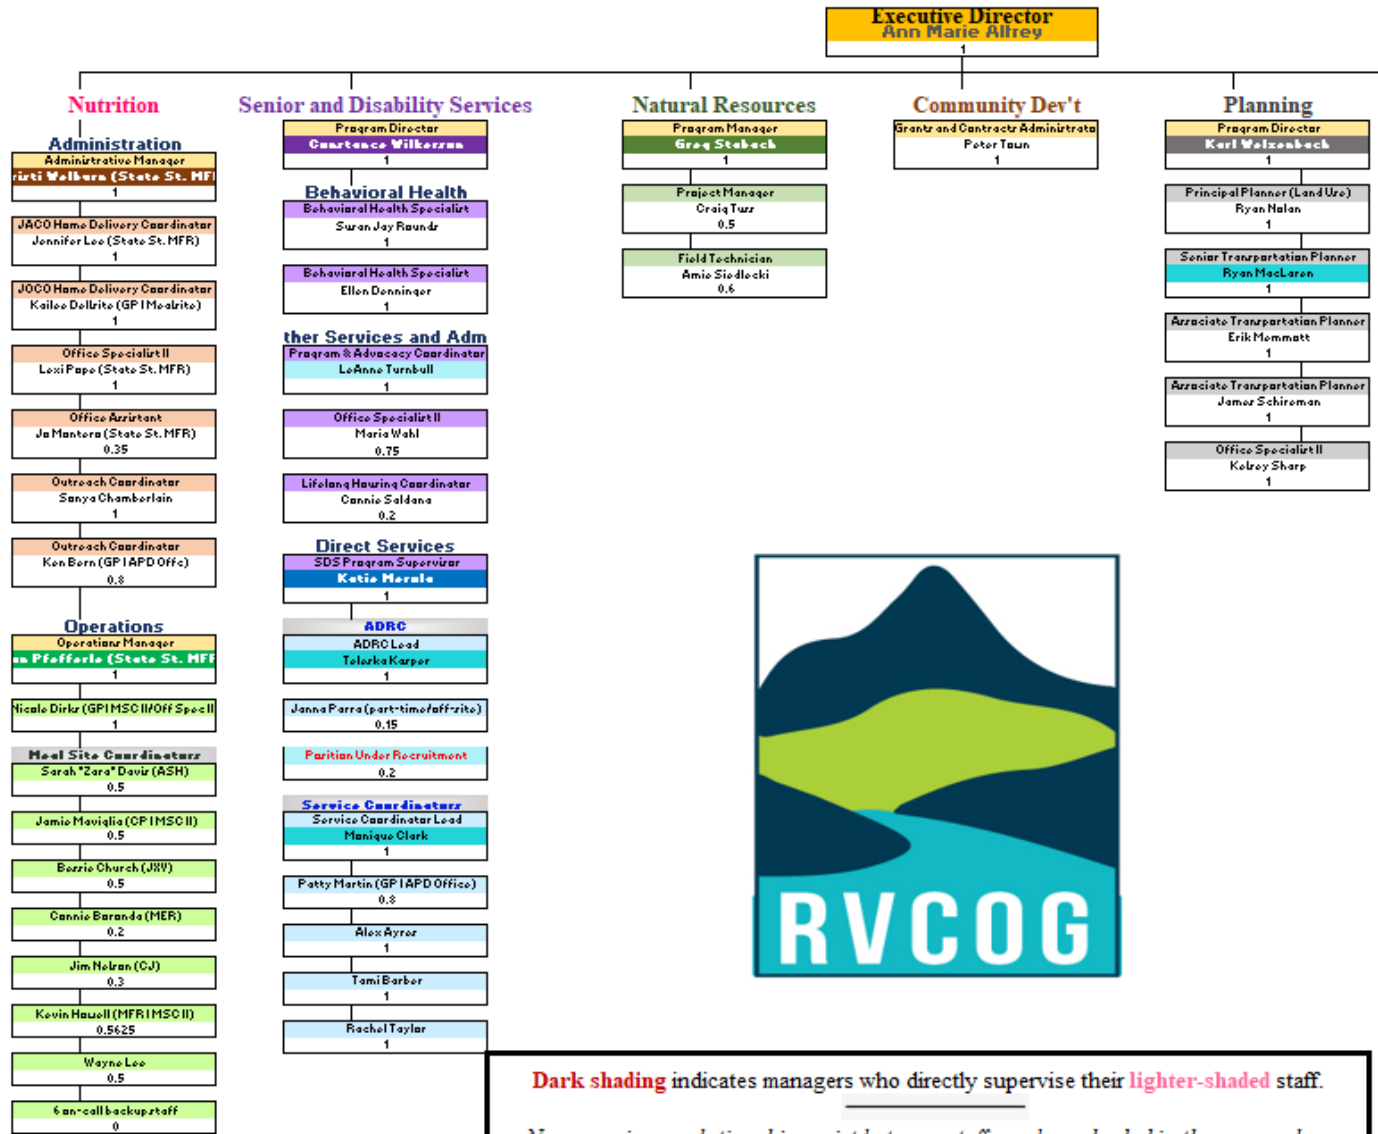 Executive Director
Ann Marie Alfrey
1
Nutrition
Administration
Administrative Manager
risti Welburn (State St. MF
1
JACO Home Delivery Coordinator
Jennifer Lee (State St. MFR)
1
JOCO Home Delivery Coordinator
Kailee Dellrito (GP | Mealrite)
1
Office Specialist II
Lexi Pape (State St. MFR)
1
Office Assistant
Jo Montero (State St. MFR)
0.35
Outreach Coordinator
Sonya Chamberlain
1
Outreach Coordinator
Ken Born (GP | APD Offc)
0.8
Operations
Operations Manager
Pfefferle (State St. MF
1
Nicole Dirks (GP | MSC II/Off Spec II
1
Meal Site Coordinators
Sarah "Zara" Davis (ASH)
0.5
Jamie Maviglia (CP | MSC II)
0.5
Bessie Church (JXV)
0.5
Connie Baranda (MER)
0.2
Jim Nelson (CJ)
0.3
Kevin Howell (MFR | MSC II)
0.5625
Wayne Lee
0.5
6 on-call backup staff
0
Senior and Disability Services
Program Director
Constance Wilkerson
1
Behavioral Health
Behavioral Health Specialist
Susan Jay Rounds
1
Behavioral Health Specialist
Ellen Denninger
1
ther Services and Adm
Program & Advocacy Coordinator
LeAnne Turnbull
1
Office Specialist II
Maria Wahl
0.75
Lifelong Housing Coordinator
Connie Saldana
0.2
Direct Services
SDS Program Supervisor
Katie
1
ADRC
ADRC Lead
Teleska Karper
1
Janna Parra (part-time/off-site)
0.15
Position Under Recruitment
0.2
Service Coordinators
Service Coordinator Lead
Monique Clark
1
Patty Martin (GP | APD Office)
0.8
Alex Ayres
1
Tami Barber
1
Rachel Taylor
1
Natural Resources
Program Manager
Greg Stabach
1
Project Manager
Craig Tuss
0.5
Field Technician
Amie Siedlecki
0.6
Community Dev't
Grants and Contracts Administrato
Peter Toun
1
Planning
Program Director
Karl Welzenbach
1
Principal Planner (Land Use)
Ryan Nolan
1
Senior Transportation Planner
Ryan MacLaren
1
Associate Transportation Planner
Erik Memmott
1
Associate Transportation Planner
James Schireman
1
Office Specialist II
Kelsey Sharp
1
RVCOG
Dark shading indicates managers who directly supervise their lighter-shaded staff.